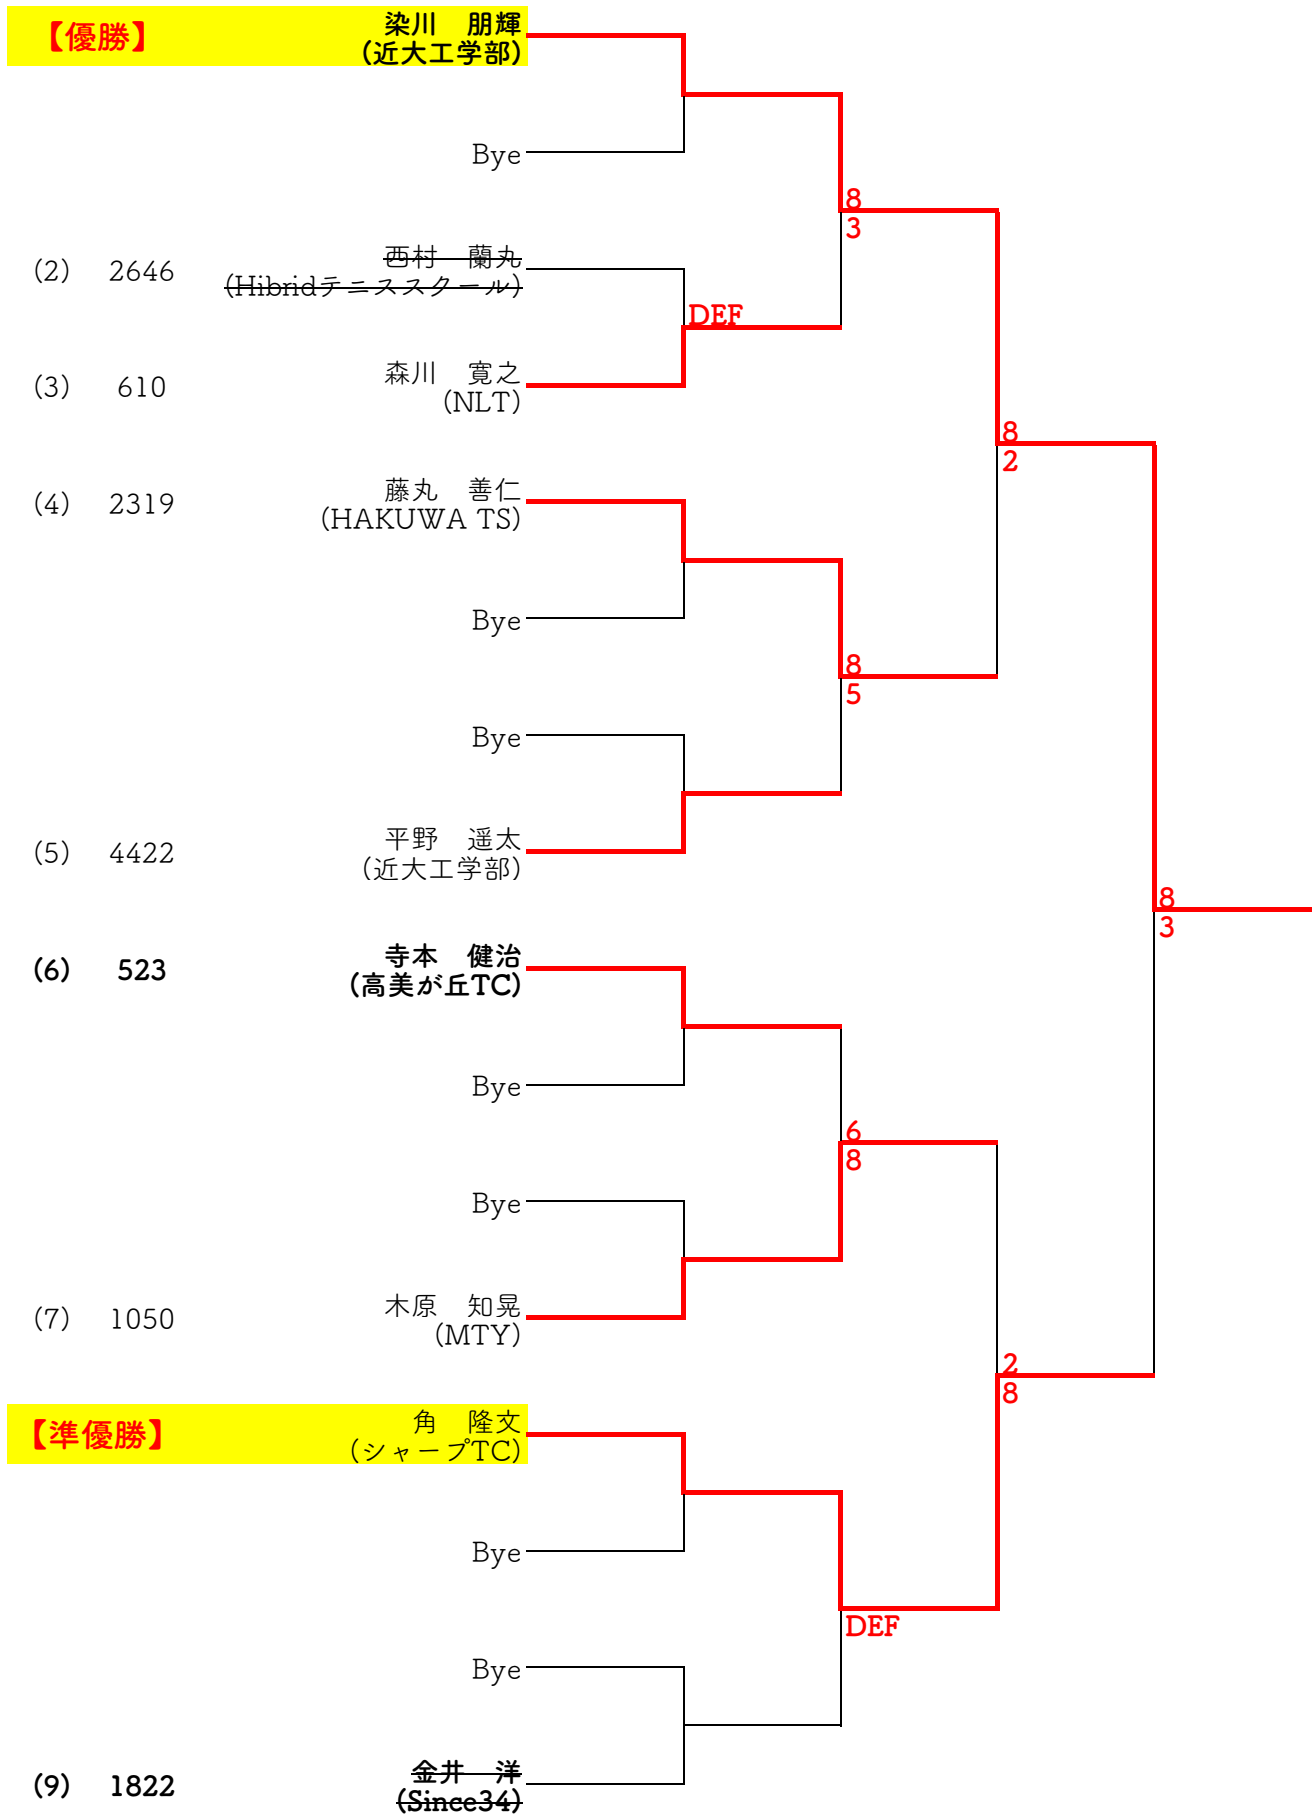 【優勝】 染川　朋輝
(近大工学部)
Bye
8
3
(2) 2646 西村　蘭丸
(Hibridテニススクール)
DEF
(3) 610 森川　寛之
(NLT)
8
2
(4) 2319 藤丸　善仁
(HAKUWA TS)
Bye
8
5
Bye
(5) 4422 平野　遥太
(近大工学部)
8
3
(6) 523 寺本　健治
(高美が丘TC)
Bye
6
8
Bye
(7) 1050 木原　知晃
(MTY)
2
8
【準優勝】 角　隆文
(シャープTC)
Bye
DEF
Bye
(9) 1822 金井　洋
(Since34)